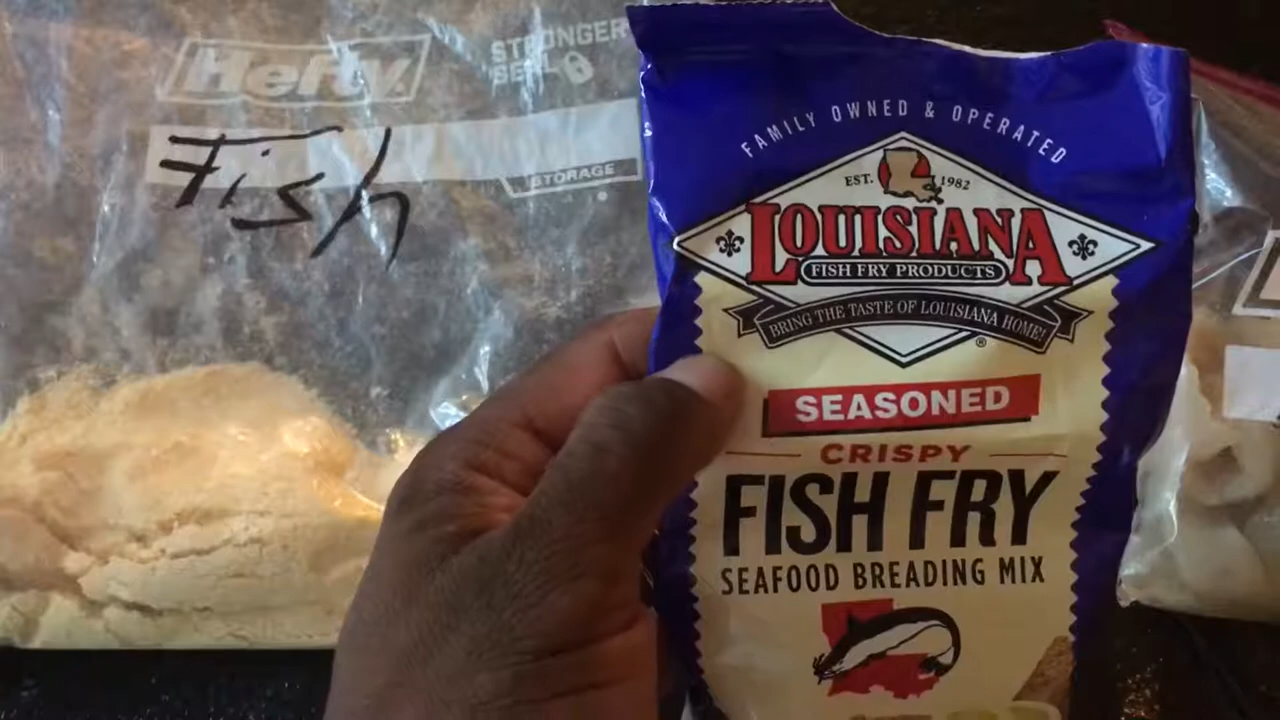 Hefty
STRONGER
SEAL
Fish
STORAGE
FAMILY OWNED & OPERATED
EST. 1982
LOUISIANA
FISH FRY PRODUCTS
BRING THE TASTE OF LOUISIANA HOME!
®
SEASONED
CRISPY
FISH FRY
SEAFOOD BREADING MIX